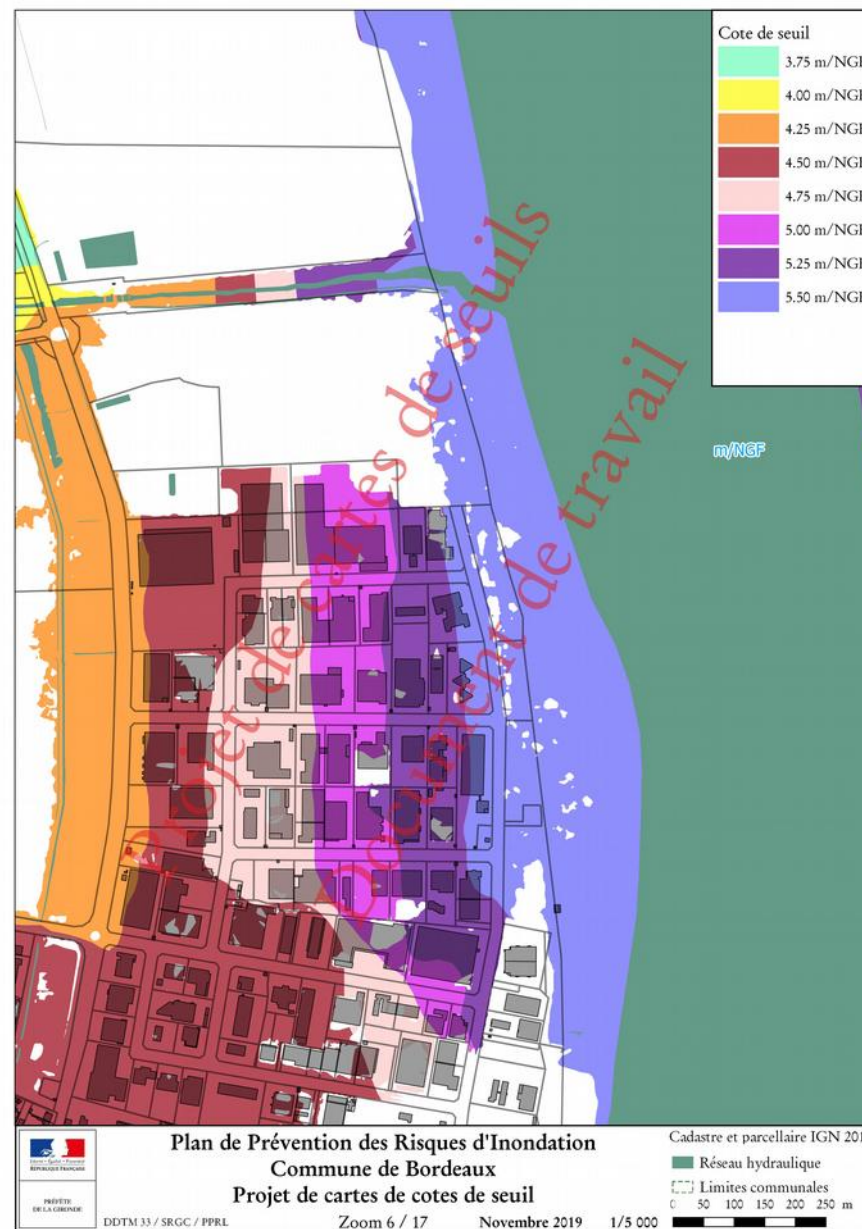 Cote de seuil
3.75 m/NGF
4.00 m/NGF
4.25 m/NGF
4.50 m/NGF
4.75 m/NGF
5.00 m/NGF
5.25 m/NGF
5.50 m/NGF
Projet de cartes de seuils
Document de travail
m/NGF
RÉPUBLIQUE FRANÇAISE
PRÉFÈTE
DE LA GIRONDE
Plan de Prévention des Risques d'Inondation
Commune de Bordeaux
Projet de cartes de cotes de seuil
DDTM 33 / SRGC / PPRL
Zoom 6 / 17
Novembre 2019
1/5 000
Cadastre et parcellaire IGN 201
Réseau hydraulique
Limites communales
0 50 100 150 200 250 m